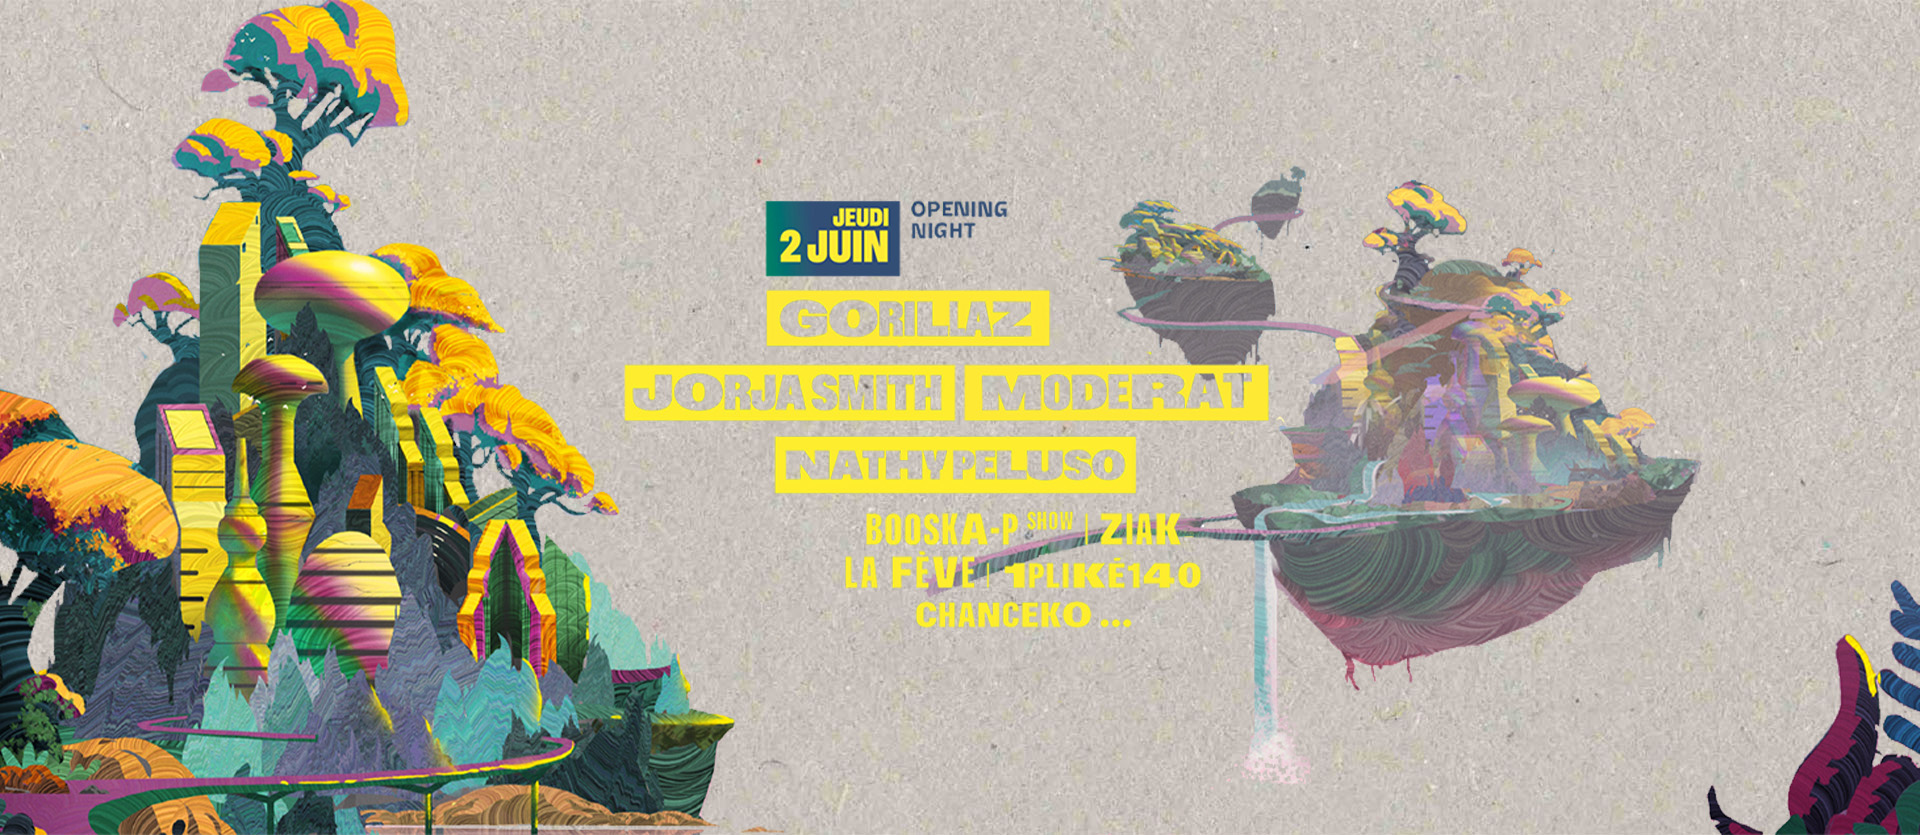 JEUDI
2 JUIN
OPENING
NIGHT
GORILLAZ
JORJA SMITH | MODERAT
NATHY PELUSO
BOOSKA-P SHOW | ZIAK
LA FÈVE | 1PLIKÉ140
CHANCEKO ...